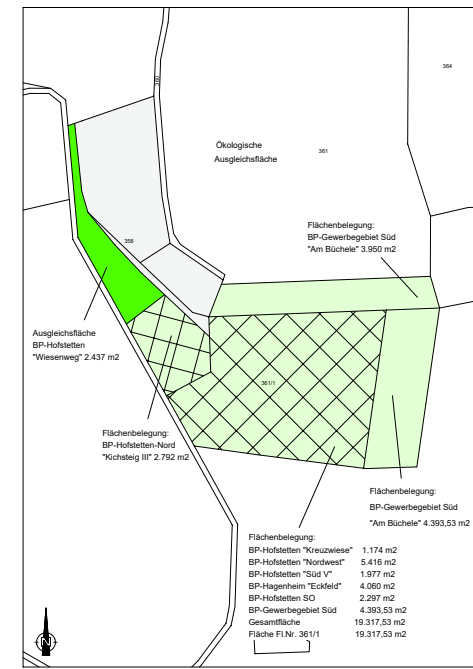 364
360
Ökologische
Ausgleichsfläche
361
Flächenbelegung:
BP-Gewerbegebiet Süd
"Am Büchele" 3.950 m2
358
Ausgleichsfläche
BP-Hofstetten
"Wiesenweg" 2.437 m2
361/1
Flächenbelegung:
BP-Hofstetten-Nord
"Kichsteig III" 2.792 m2
Flächenbelegung:
BP-Gewerbegebiet Süd
"Am Büchele" 4.393,53 m2
Flächenbelegung:
BP-Hofstetten "Kreuzwiese" 1.174 m2
BP-Hofstetten "Nordwest" 5.416 m2
BP-Hofstetten "Süd V" 1.977 m2
BP-Hagenheim "Eckfeld" 4.060 m2
BP-Hofstetten SO 2.297 m2
BP-Gewerbegebiet Süd 4.393,53 m2
Gesamtfläche 19.317,53 m2
Fläche Fl.Nr. 361/1 19.317,53 m2
N